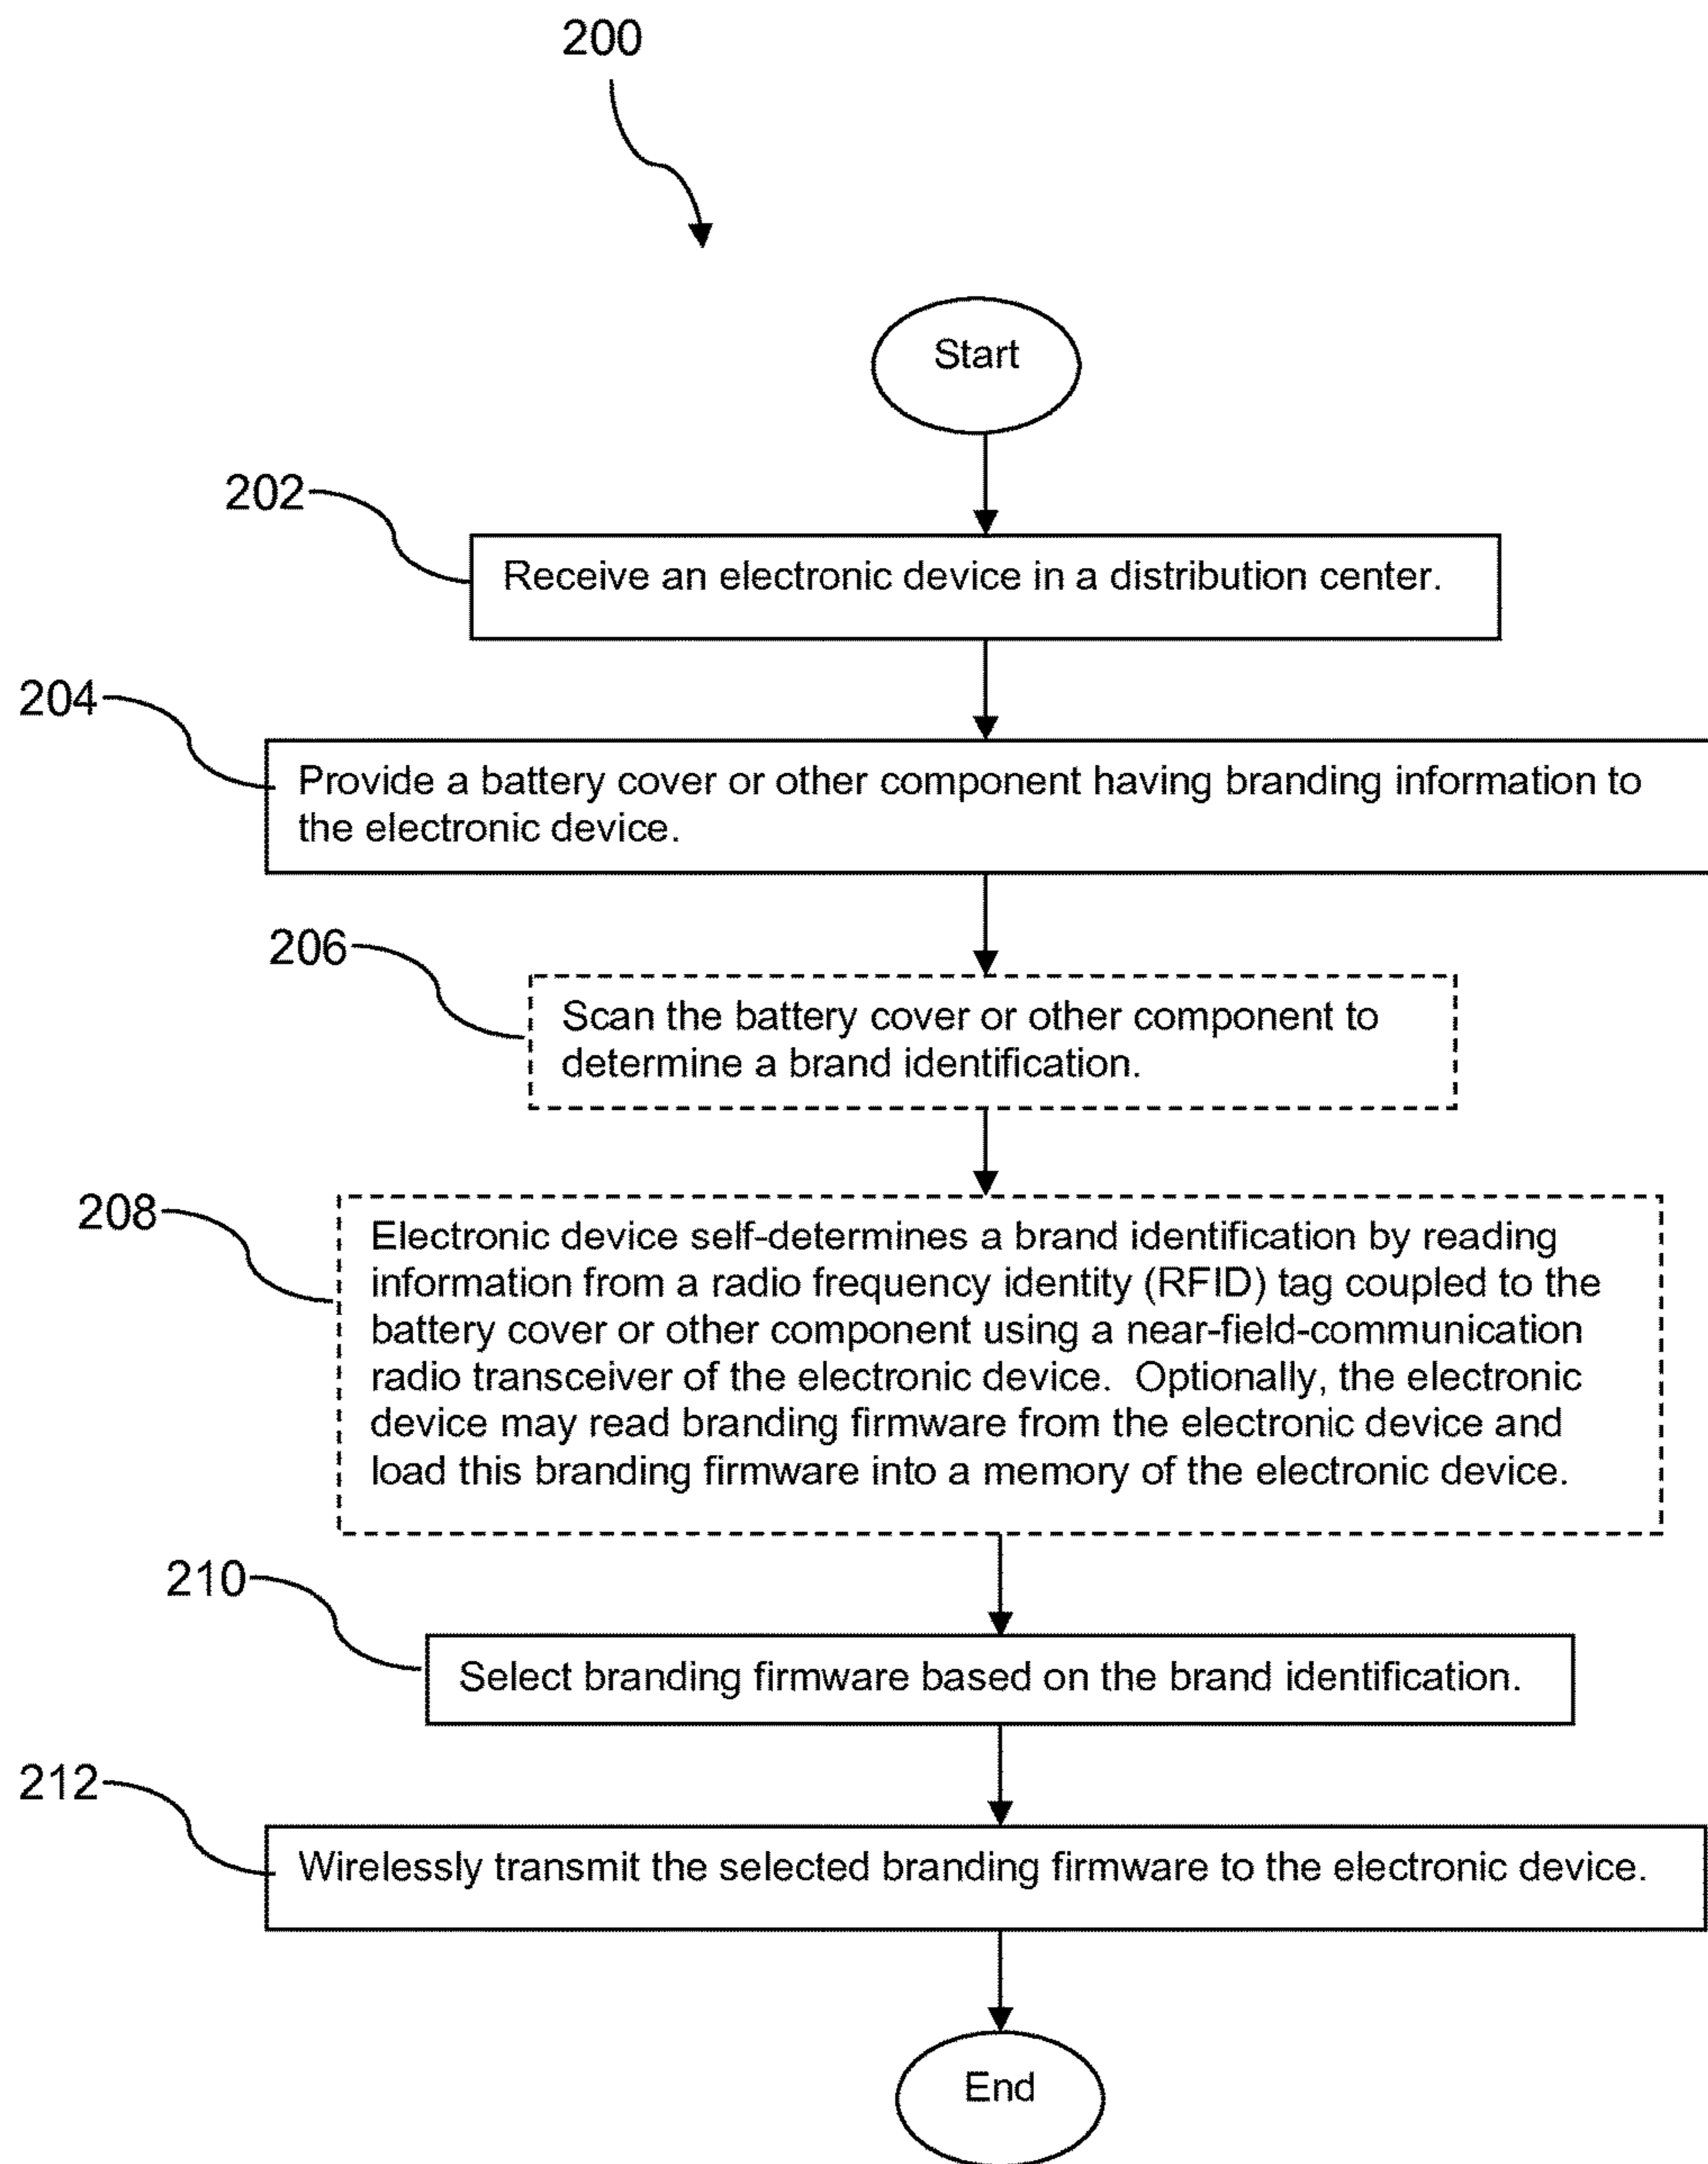 200
Start
202
Receive an electronic device in a distribution center.
204
Provide a battery cover or other component having branding information to
the electronic device.
206
Scan the battery cover or other component to
determine a brand identification.
208
Electronic device self-determines a brand identification by reading
information from a radio frequency identity (RFID) tag coupled to the
battery cover or other component using a near-field-communication
radio transceiver of the electronic device.  Optionally, the electronic
device may read branding firmware from the electronic device and
load this branding firmware into a memory of the electronic device.
210
Select branding firmware based on the brand identification.
212
Wirelessly transmit the selected branding firmware to the electronic device.
End